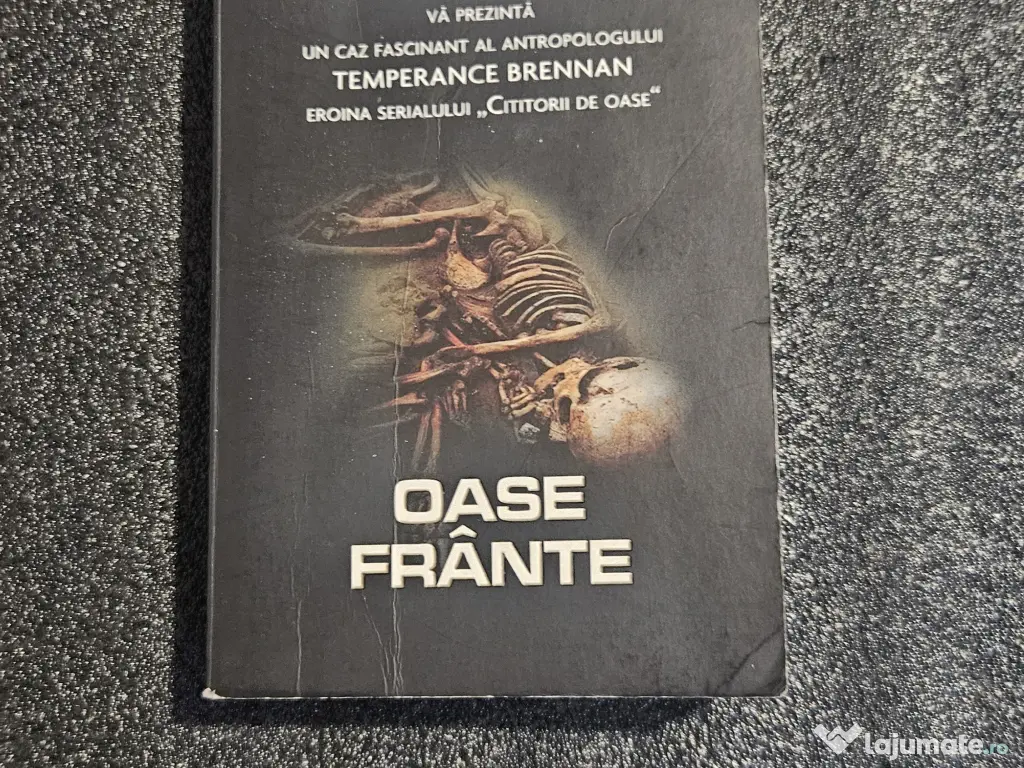 VĂ PREZINTĂ
UN CAZ FASCINANT AL ANTROPOLOGULUI
TEMPERANCE BRENNAN
EROINA SERIALULUI „CITITORII DE OASE“
OASE
FRÂNTE
Lajumate.ro